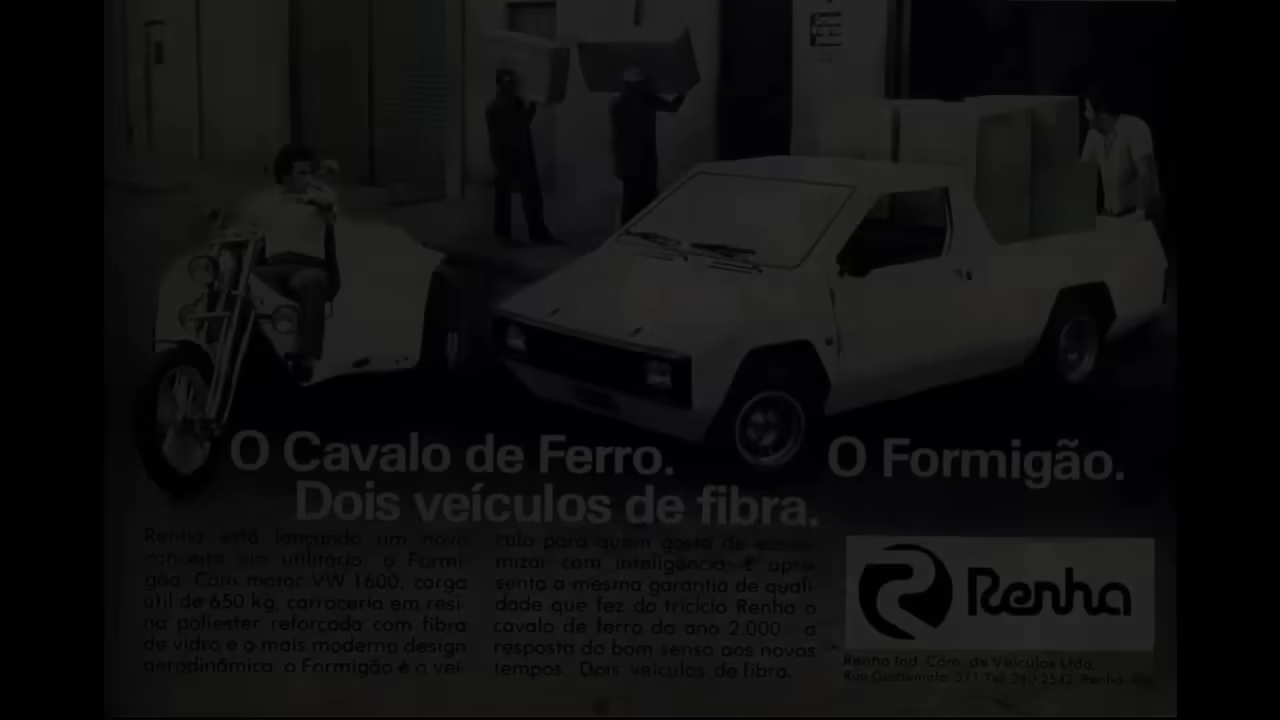 O Cavalo de Ferro.
O Formigão.
Dois veículos de fibra.
Renha está lançando um novo
conceito em utilitário, o Formi-
gão. Com motor VW 1600, carga
útil de 650 kg, carroceria em resi-
na poliester reforçada com fibra
de vidro e o mais moderno design
aerodinâmico, o Formigão é o veí-
culo para quem gosta de econo-
mizar com inteligência. E apre-
senta a mesma garantia de quali-
dade que fez do triciclo Renha o
cavalo de ferro do ano 2.000 a
resposta do bom senso aos novos
tempos. Dois veículos de fibra.
Renha
Renha Ind. Com. de Veículos Ltda.
Rua Guatemala, 371 Tel.